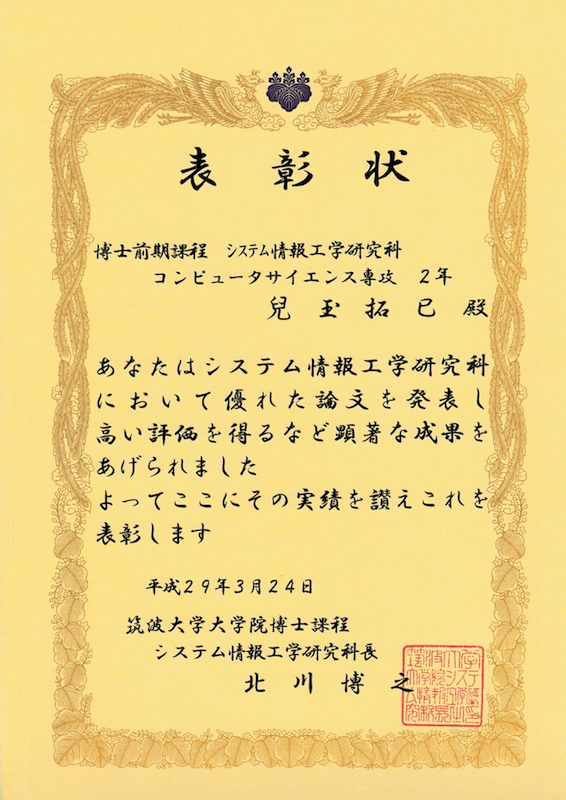 表彰状
博士前期課程 システム情報工学研究科
コンピュータサイエンス専攻 2年
兒玉拓巳殿
あなたはシステム情報工学研究科
において優れた論文を発表し
高い評価を得るなど顕著な成果を
あげられました
よってここにその実績を讃えこれを
表彰します
平成29年3月24日
筑波大学大学院博士課程
システム情報工学研究科長
北川博之